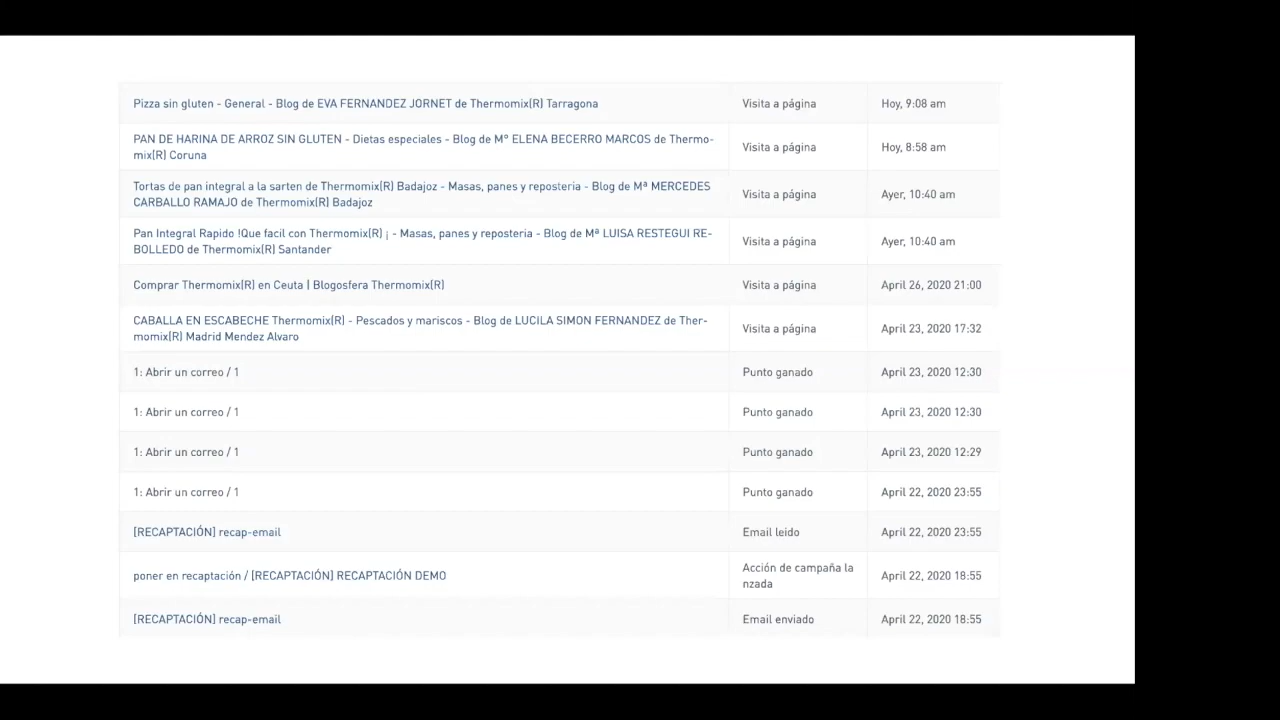 Pizza sin gluten - General - Blog de EVA FERNANDEZ JORNET de Thermomix(R) Tarragona Visita a página Hoy, 9:08 am
PAN DE HARINA DE ARROZ SIN GLUTEN - Dietas especiales - Blog de Mº ELENA BECERRO MARCOS de Thermo-
mix(R) Coruna Visita a página Hoy, 8:58 am
Tortas de pan integral a la sarten de Thermomix(R) Badajoz - Masas, panes y reposteria - Blog de Mª MERCEDES
CARBALLO RAMAJO de Thermomix(R) Badajoz Visita a página Ayer, 10:40 am
Pan Integral Rapido !Que facil con Thermomix(R) ¡ - Masas, panes y reposteria - Blog de Mª LUISA RESTEGUI RE-
BOLLEDO de Thermomix(R) Santander Visita a página Ayer, 10:40 am
Comprar Thermomix(R) en Ceuta | Blogosfera Thermomix(R) Visita a página April 26, 2020 21:00
CABALLA EN ESCABECHE Thermomix(R) - Pescados y mariscos - Blog de LUCILA SIMON FERNANDEZ de Ther-
momix(R) Madrid Mendez Alvaro Visita a página April 23, 2020 17:32
1: Abrir un correo / 1 Punto ganado April 23, 2020 12:30
1: Abrir un correo / 1 Punto ganado April 23, 2020 12:30
1: Abrir un correo / 1 Punto ganado April 23, 2020 12:29
1: Abrir un correo / 1 Punto ganado April 22, 2020 23:55
[RECAPTACIÓN] recap-email Email leido April 22, 2020 23:55
poner en recaptación / [RECAPTACIÓN] RECAPTACIÓN DEMO Acción de campaña la
nzada April 22, 2020 18:55
[RECAPTACIÓN] recap-email Email enviado April 22, 2020 18:55